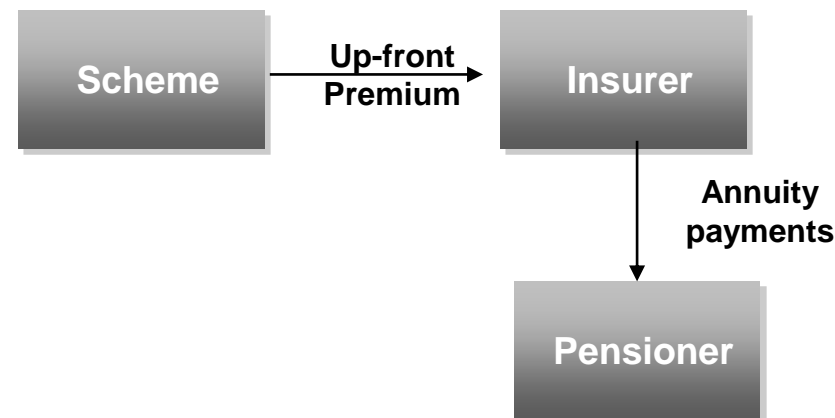 Scheme
Up-front
Premium
Insurer
Annuity
payments
Pensioner